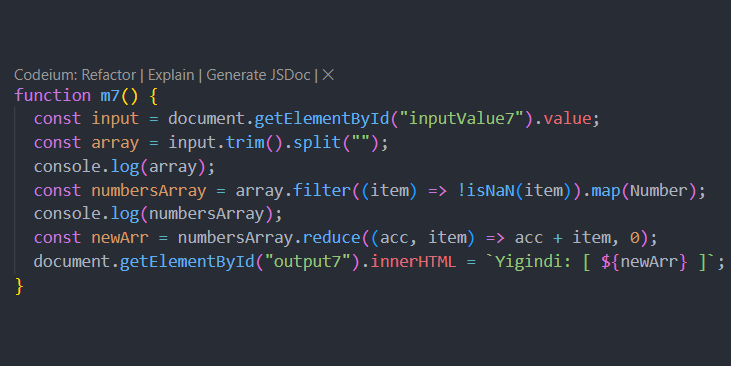 Codeium: Refactor | Explain | Generate JSDoc | ×
function m7() {
  const input = document.getElementById("inputValue7").value;
  const array = input.trim().split("");
  console.log(array);
  const numbersArray = array.filter((item) => !isNaN(item)).map(Number);
  console.log(numbersArray);
  const newArr = numbersArray.reduce((acc, item) => acc + item, 0);
  document.getElementById("output7").innerHTML = `Yigindi: [ ${newArr} ]`;
}